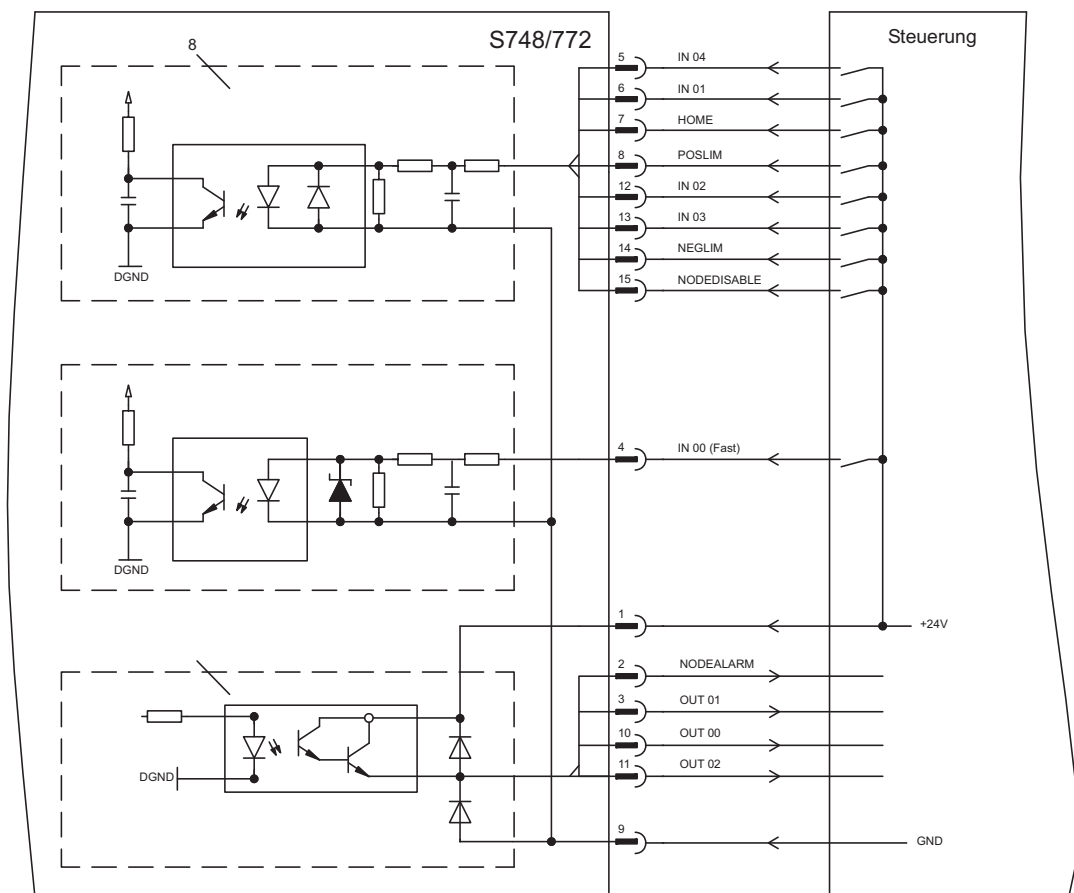 S748/772
Steuerung
8
5 IN 04
6 IN 01
7 HOME
8 POSLIM
12 IN 02
13 IN 03
14 NEGLIM
15 NODEDISABLE
DGND
4 IN 00 (Fast)
DGND
1 +24V
2 NODEALARM
3 OUT 01
10 OUT 00
11 OUT 02
DGND
9 GND